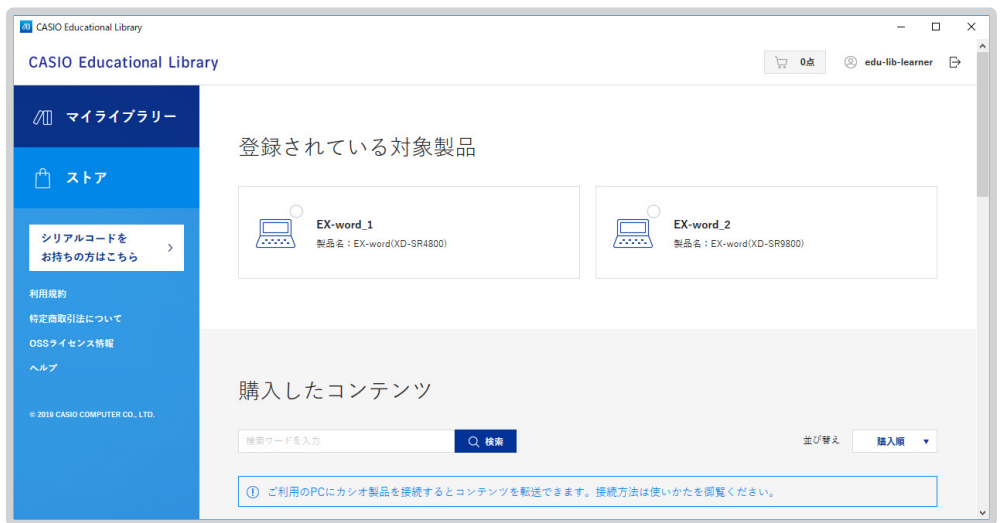 CASIO Educational Library
CASIO Educational Library
0点
edu-lib-learner
マイライブラリー
ストア
シリアルコードを
お持ちの方はこちら
利用規約
特定商取引法について
OSSライセンス情報
ヘルプ
© 2019 CASIO COMPUTER CO., LTD.
登録されている対象製品
EX-word_1
製品名：EX-word(XD-SR4800)
EX-word_2
製品名：EX-word(XD-SR9800)
購入したコンテンツ
検索ワードを入力
検索
並び替え
購入順
ご利用のPCにカシオ製品を接続するとコンテンツを転送できます。接続方法は使いかたを御覧ください。